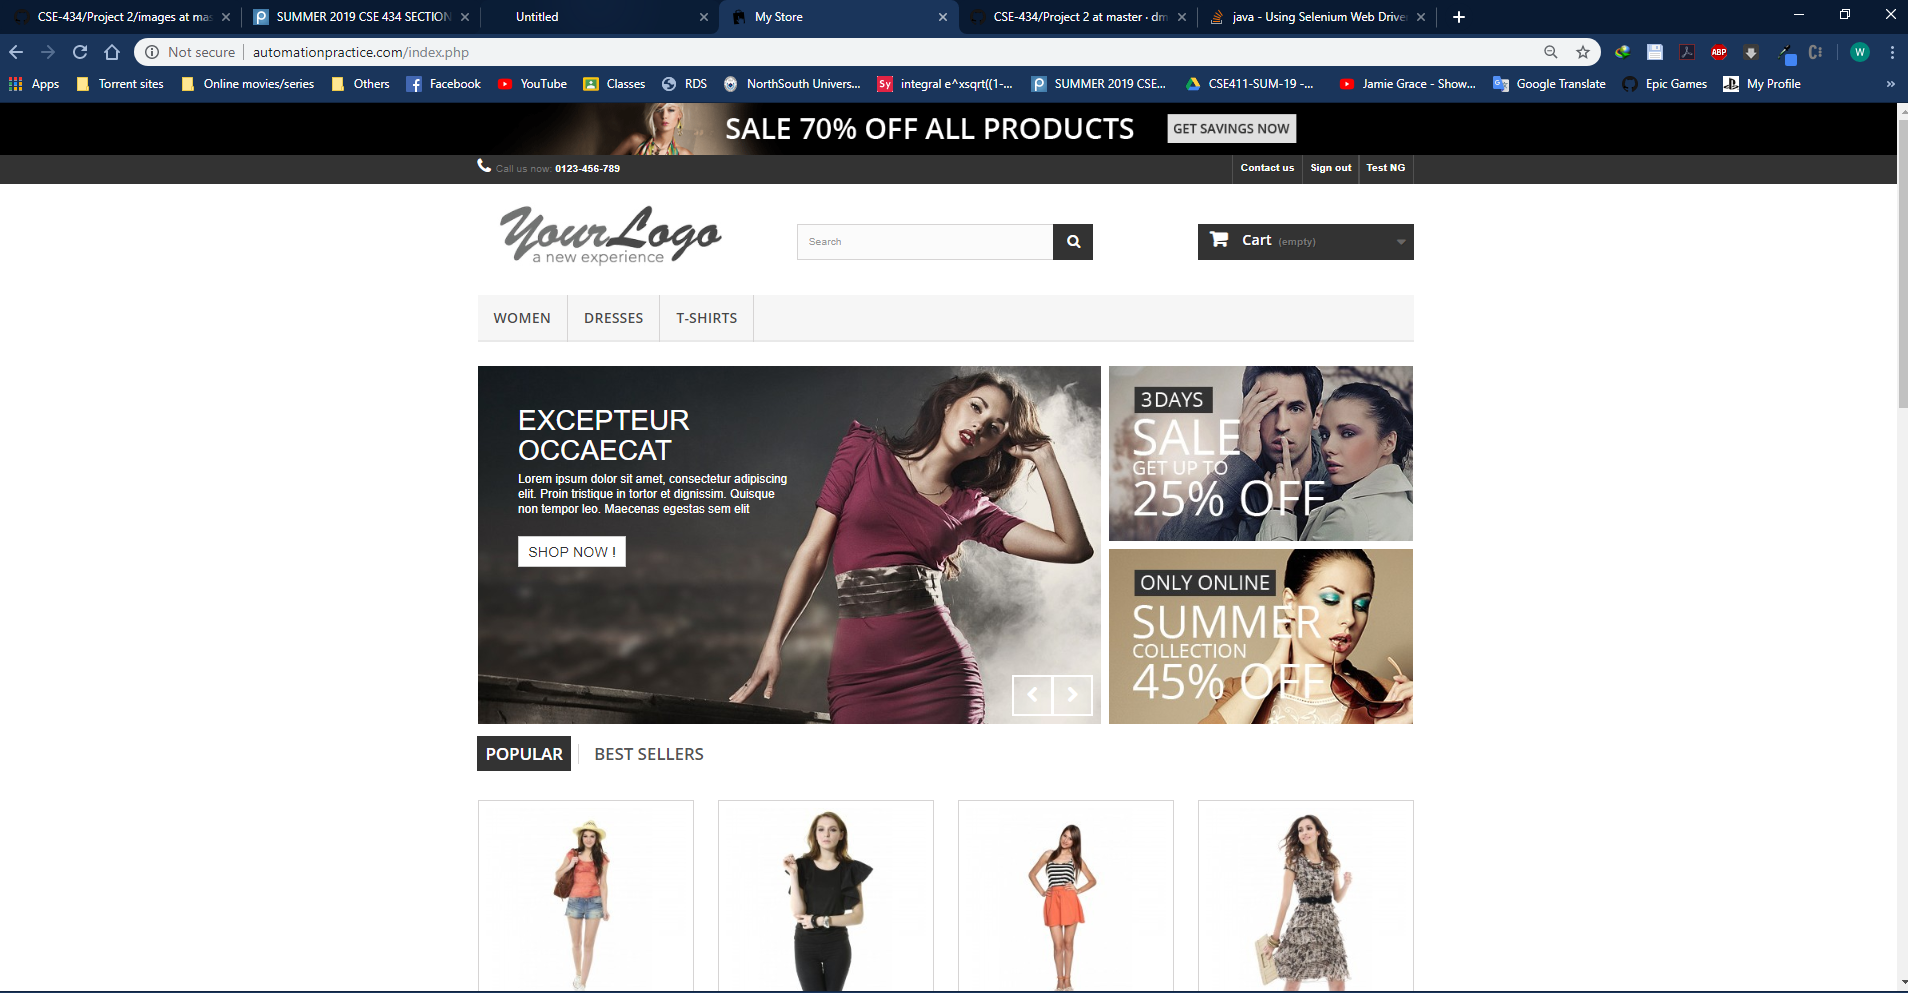 CSE-434/Project 2/images at mas
SUMMER 2019 CSE 434 SECTION
Untitled
My Store
CSE-434/Project 2 at master · dm
java - Using Selenium Web Drive
Not secure
automationpractice.com/index.php
ABP
W
Apps
Torrent sites
Online movies/series
Others
Facebook
YouTube
Classes
RDS
NorthSouth Univers...
Sy
integral e^xsqrt((1-...
SUMMER 2019 CSE...
CSE411-SUM-19 -...
Jamie Grace - Show...
Google Translate
Epic Games
My Profile
»
SALE 70% OFF ALL PRODUCTS
GET SAVINGS NOW
Call us now: 0123-456-789
Contact us
Sign out
Test NG
YourLogo
a new experience
Search
Cart (empty)
WOMEN
DRESSES
T-SHIRTS
EXCEPTEUR
OCCAECAT
Lorem ipsum dolor sit amet, consectetur adipiscing
elit. Proin tristique in tortor et dignissim. Quisque
non tempor leo. Maecenas egestas sem elit
SHOP NOW !
3 DAYS
SALE
GET UP TO
25% OFF
ONLY ONLINE
SUMMER
COLLECTION
45% OFF
POPULAR
BEST SELLERS